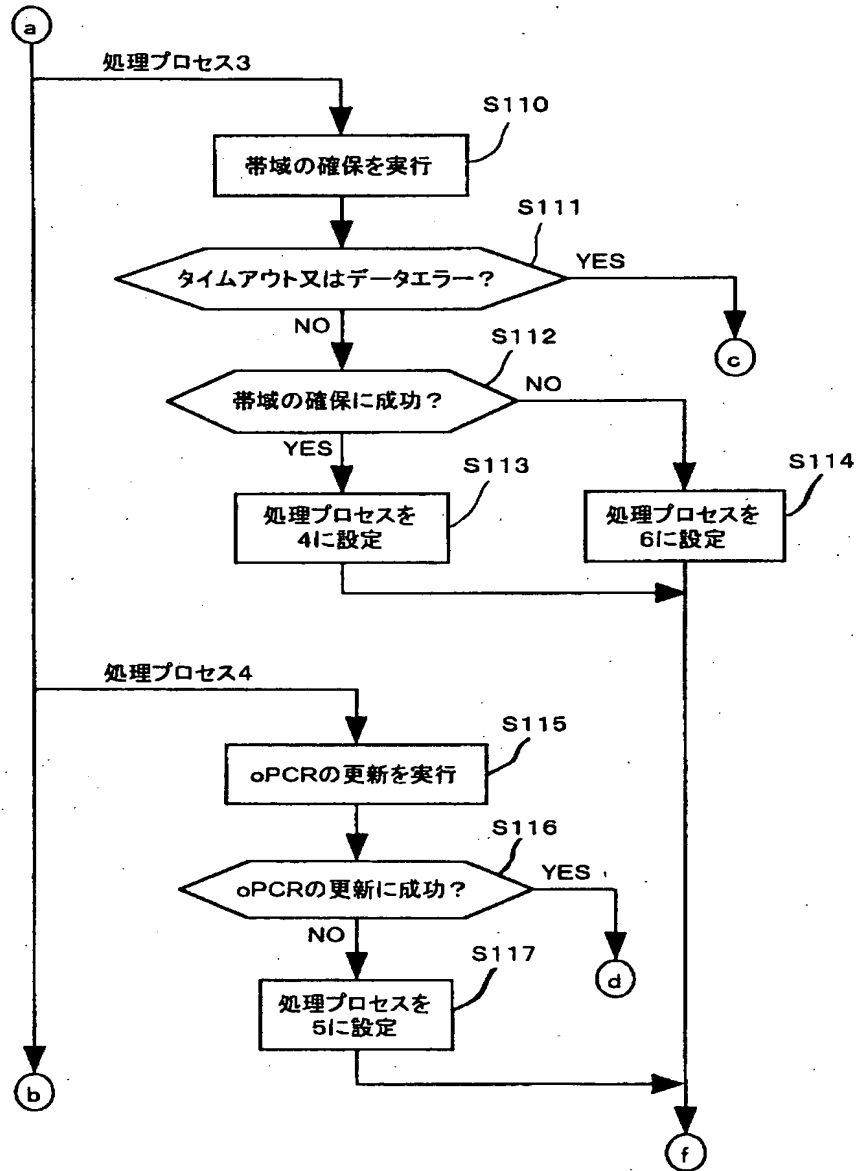 a
処理プロセス3
S110
帯域の確保を実行
S111
タイムアウト又はデータエラー?
YES
NO
c
S112
帯域の確保に成功?
NO
YES
S113
処理プロセスを
4に設定
S114
処理プロセスを
6に設定
処理プロセス4
S115
oPCRの更新を実行
S116
oPCRの更新に成功?
YES
NO
d
S117
処理プロセスを
5に設定
b
f